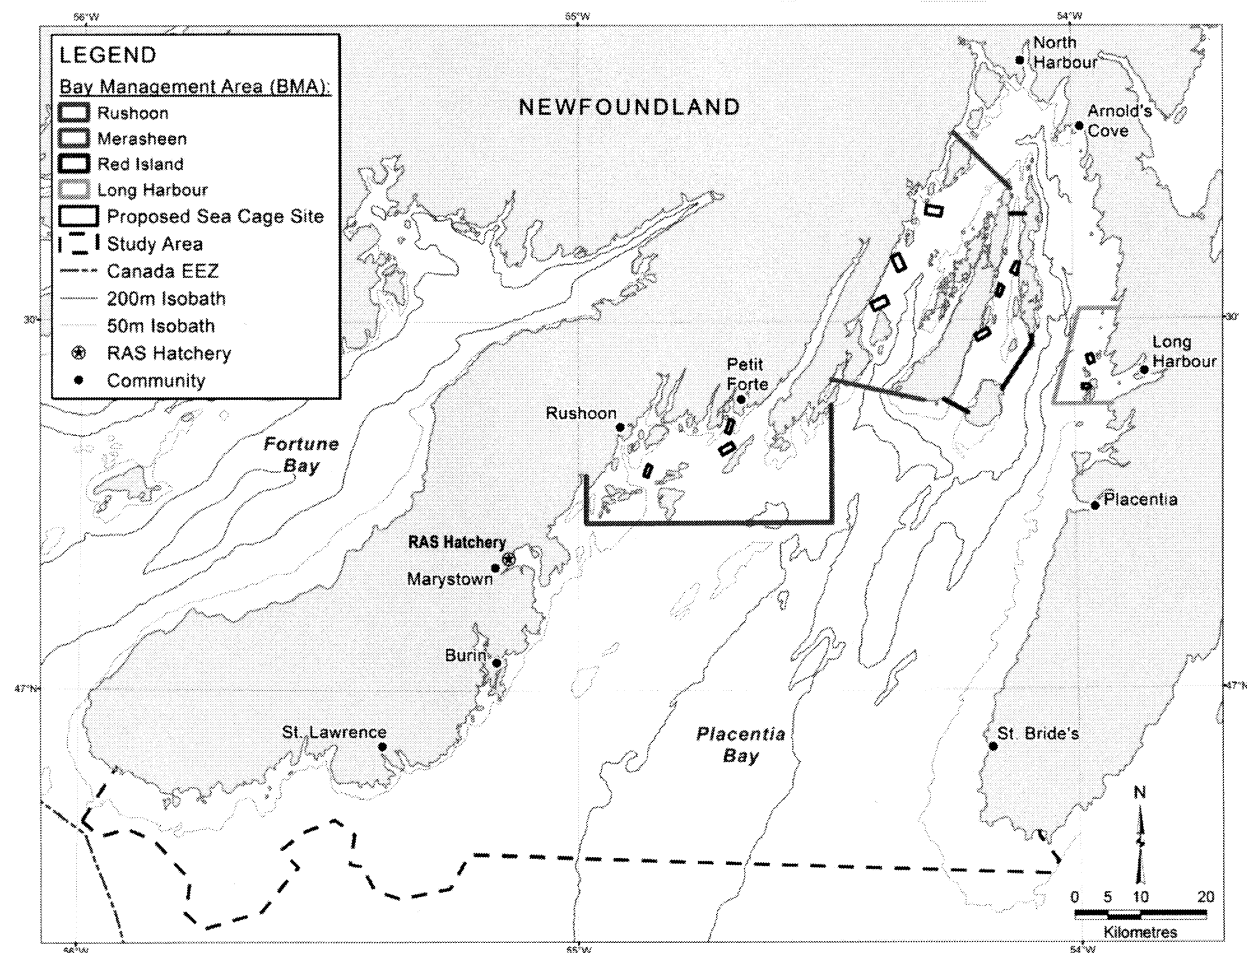 56°W
55°W
54°W
LEGEND
Bay Management Area (BMA):
Rushoon
Merasheen
Red Island
Long Harbour
Proposed Sea Cage Site
Study Area
Canada EEZ
200m Isobath
50m Isobath
RAS Hatchery
Community
NEWFOUNDLAND
North
Harbour
Arnold's
Cove
30'
30'
Long
Harbour
Petit
Forte
Rushoon
Fortune
Bay
Placentia
RAS Hatchery
Marystown
Burin
47°N
47°N
St. Lawrence
Placentia
Bay
St. Bride's
N
0 5 10 20
Kilometres
56°W
55°W
54°W